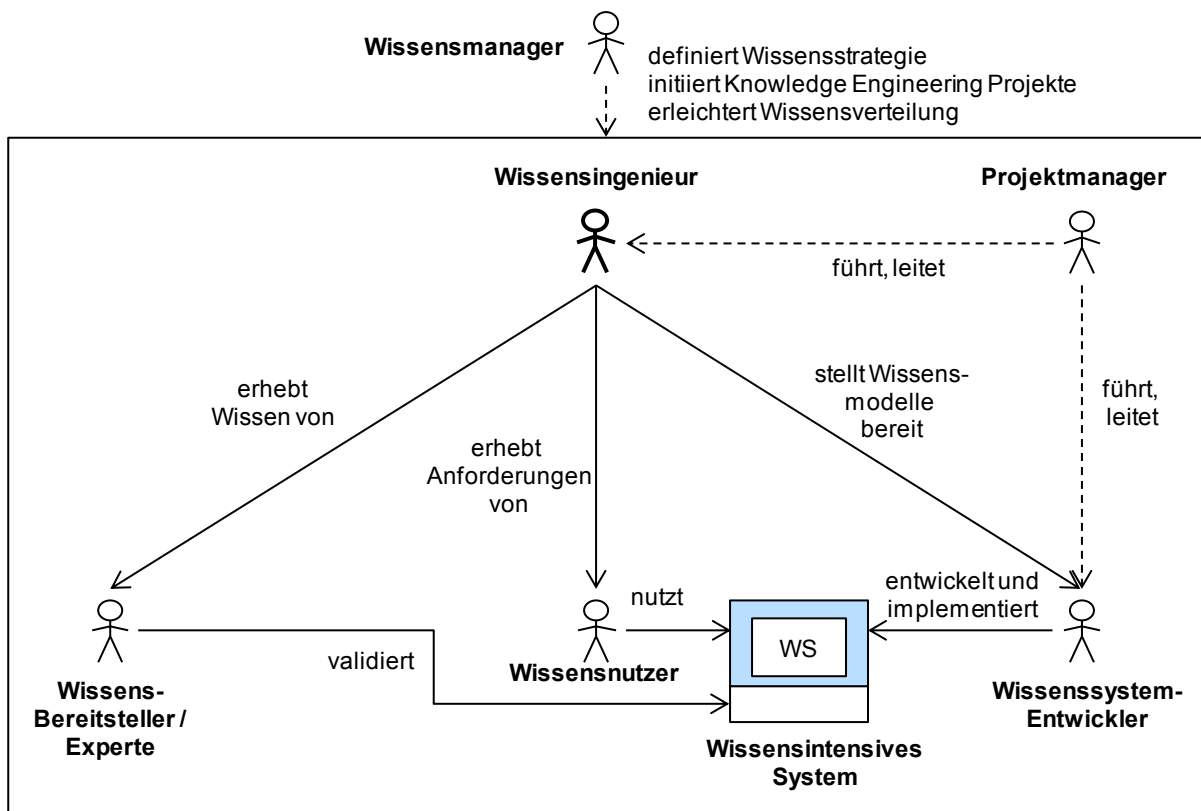 Wissensmanager
definiert Wissensstrategie
initiiert Knowledge Engineering Projekte
erleichtert Wissensverteilung
Wissensingenieur
Projektmanager
führt, leitet
erhebt
Wissen von
erhebt
Anforderungen
von
stellt Wissens-
modelle
bereit
führt,
leitet
nutzt
entwickelt und
implementiert
WS
validiert
Wissensnutzer
Wissens-
Bereitsteller /
Experte
Wissensintensives
System
Wissenssystem-
Entwickler